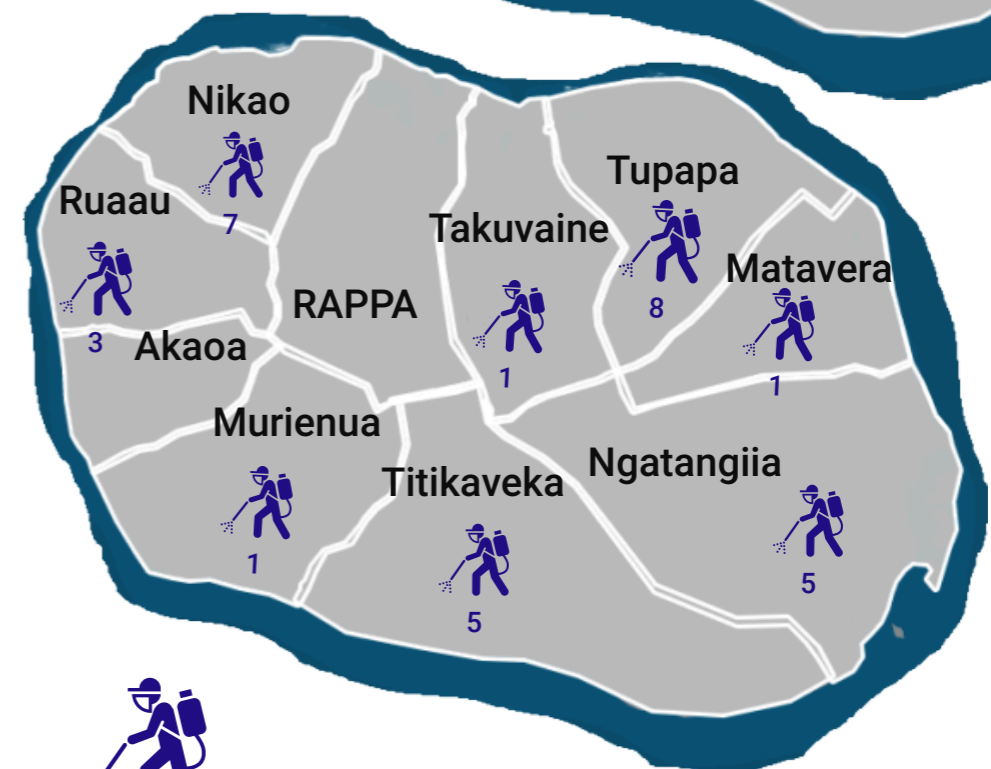 Nikao
7
Ruaau
3
Tupapa
8
Takuvaine
1
Matavera
1
RAPPA
Akaoa
Murienua
1
Titikaveka
5
Ngatangiia
5